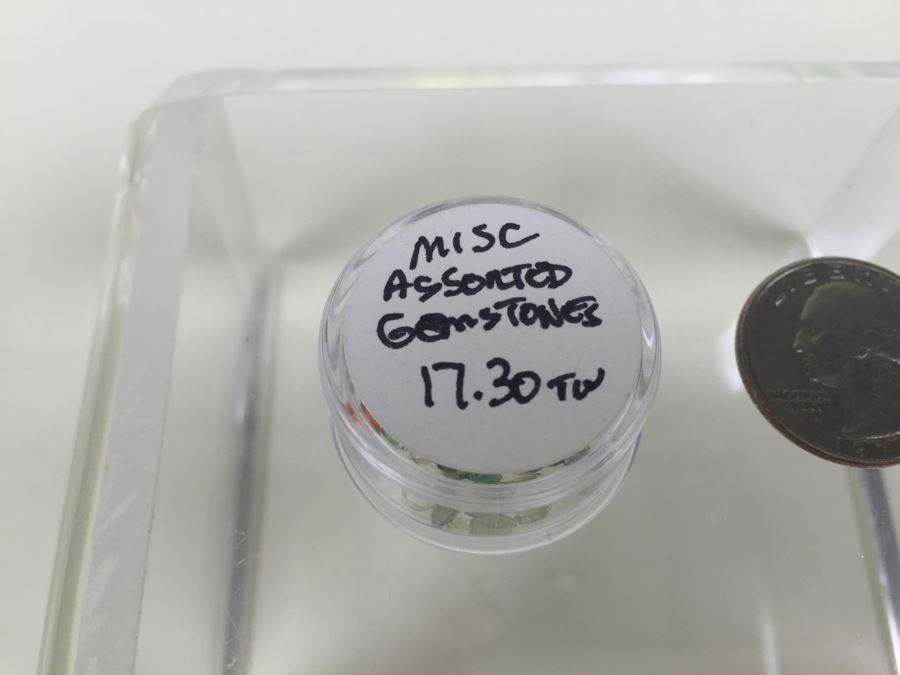 MISC
ASSORTED
GEMSTONES
17.30 TW